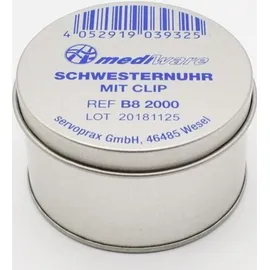 4 052919 039325
mediware
SCHWESTERNUHR
MIT CLIP
REF B8 2000
LOT 20181125
servoprax GmbH, 46485 Wesel